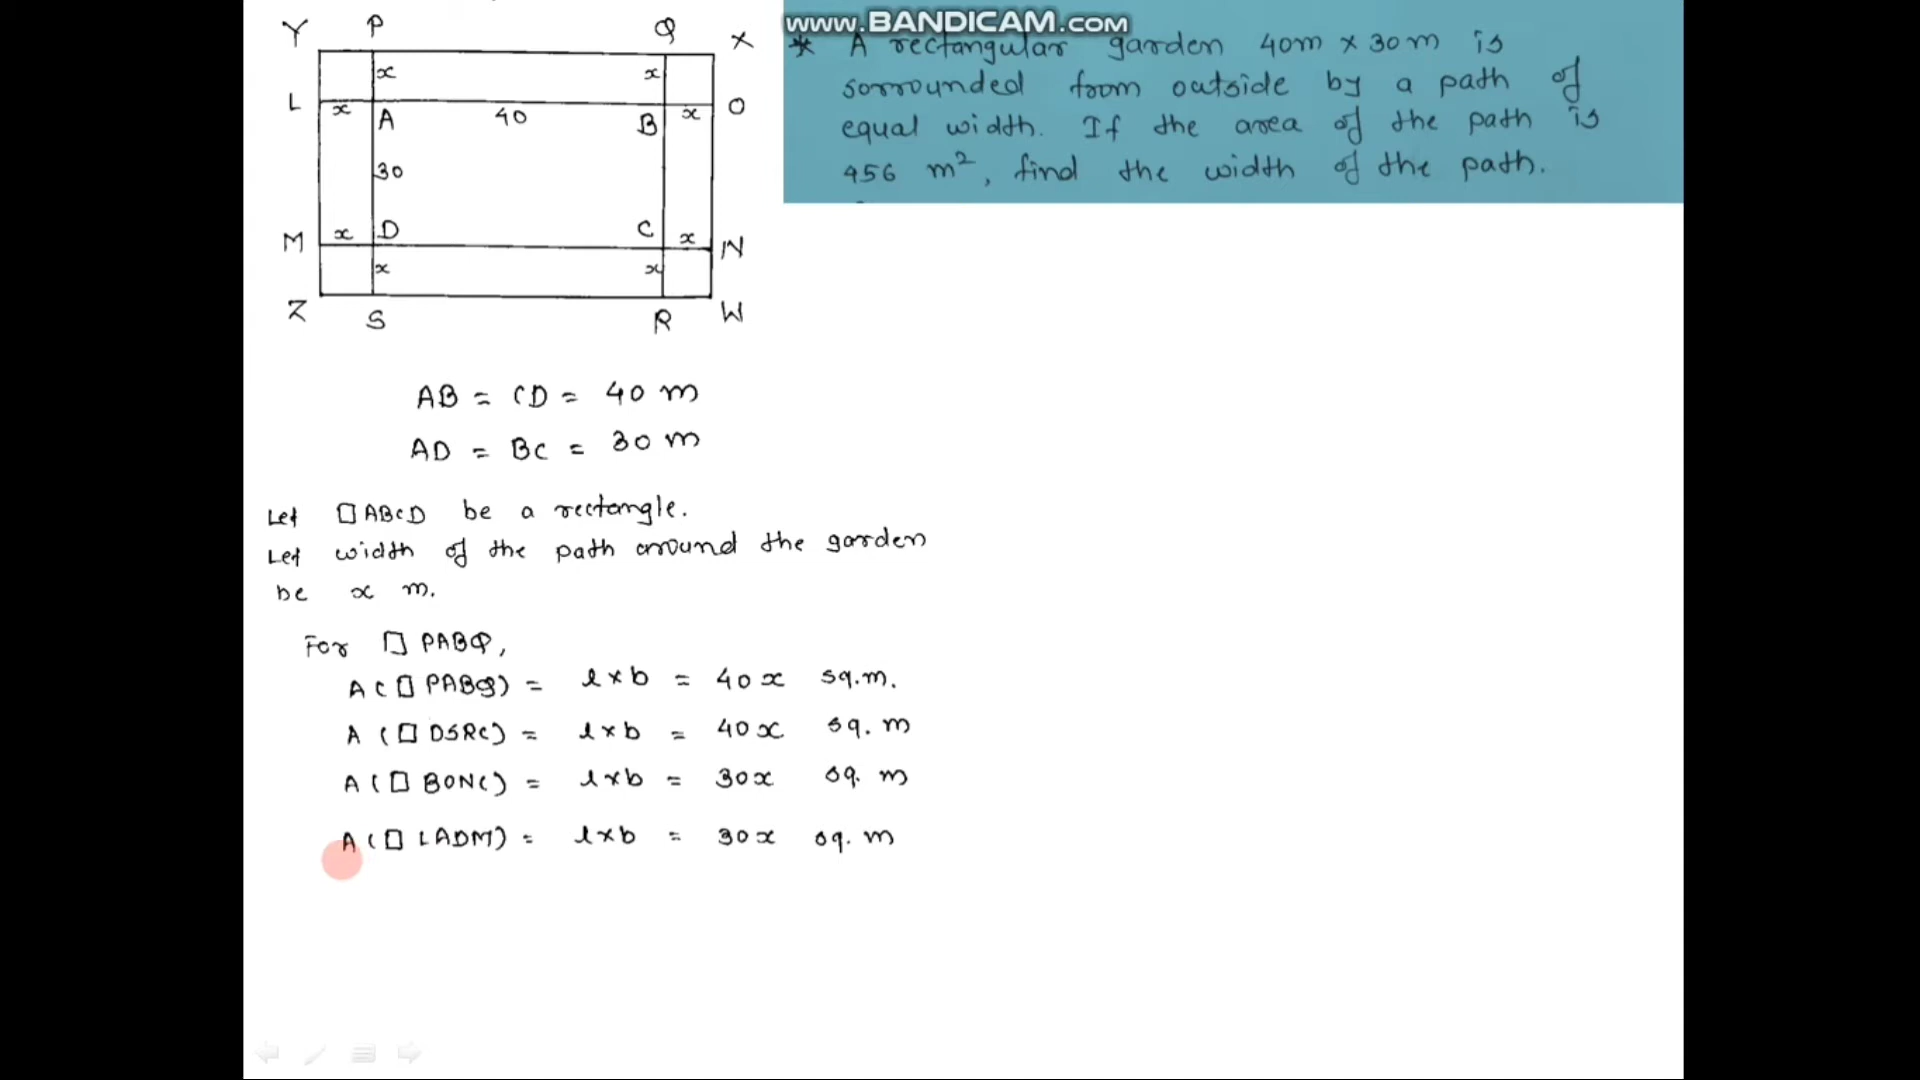 www.BANDICAM.com
Y P Q X
x x
L x A 40 B x O
30
M x D C x N
x x
Z S R W
* A rectangular garden 40m x 30m is
sorrounded from outside by a path of
equal width. If the area of the path is
456 m², find the width of the path.
AB = CD = 40 m
AD = BC = 30 m
Let □ABCD be a rectangle.
Let width of the path around the garden
be x m.
For □ PABQ,
A(□ PABQ) = l×b = 40x sq.m.
A (□ DSRC) = l×b = 40x sq. m
A (□ BONC) = l×b = 30x sq. m
A (□ LADM) = l×b = 30x sq. m